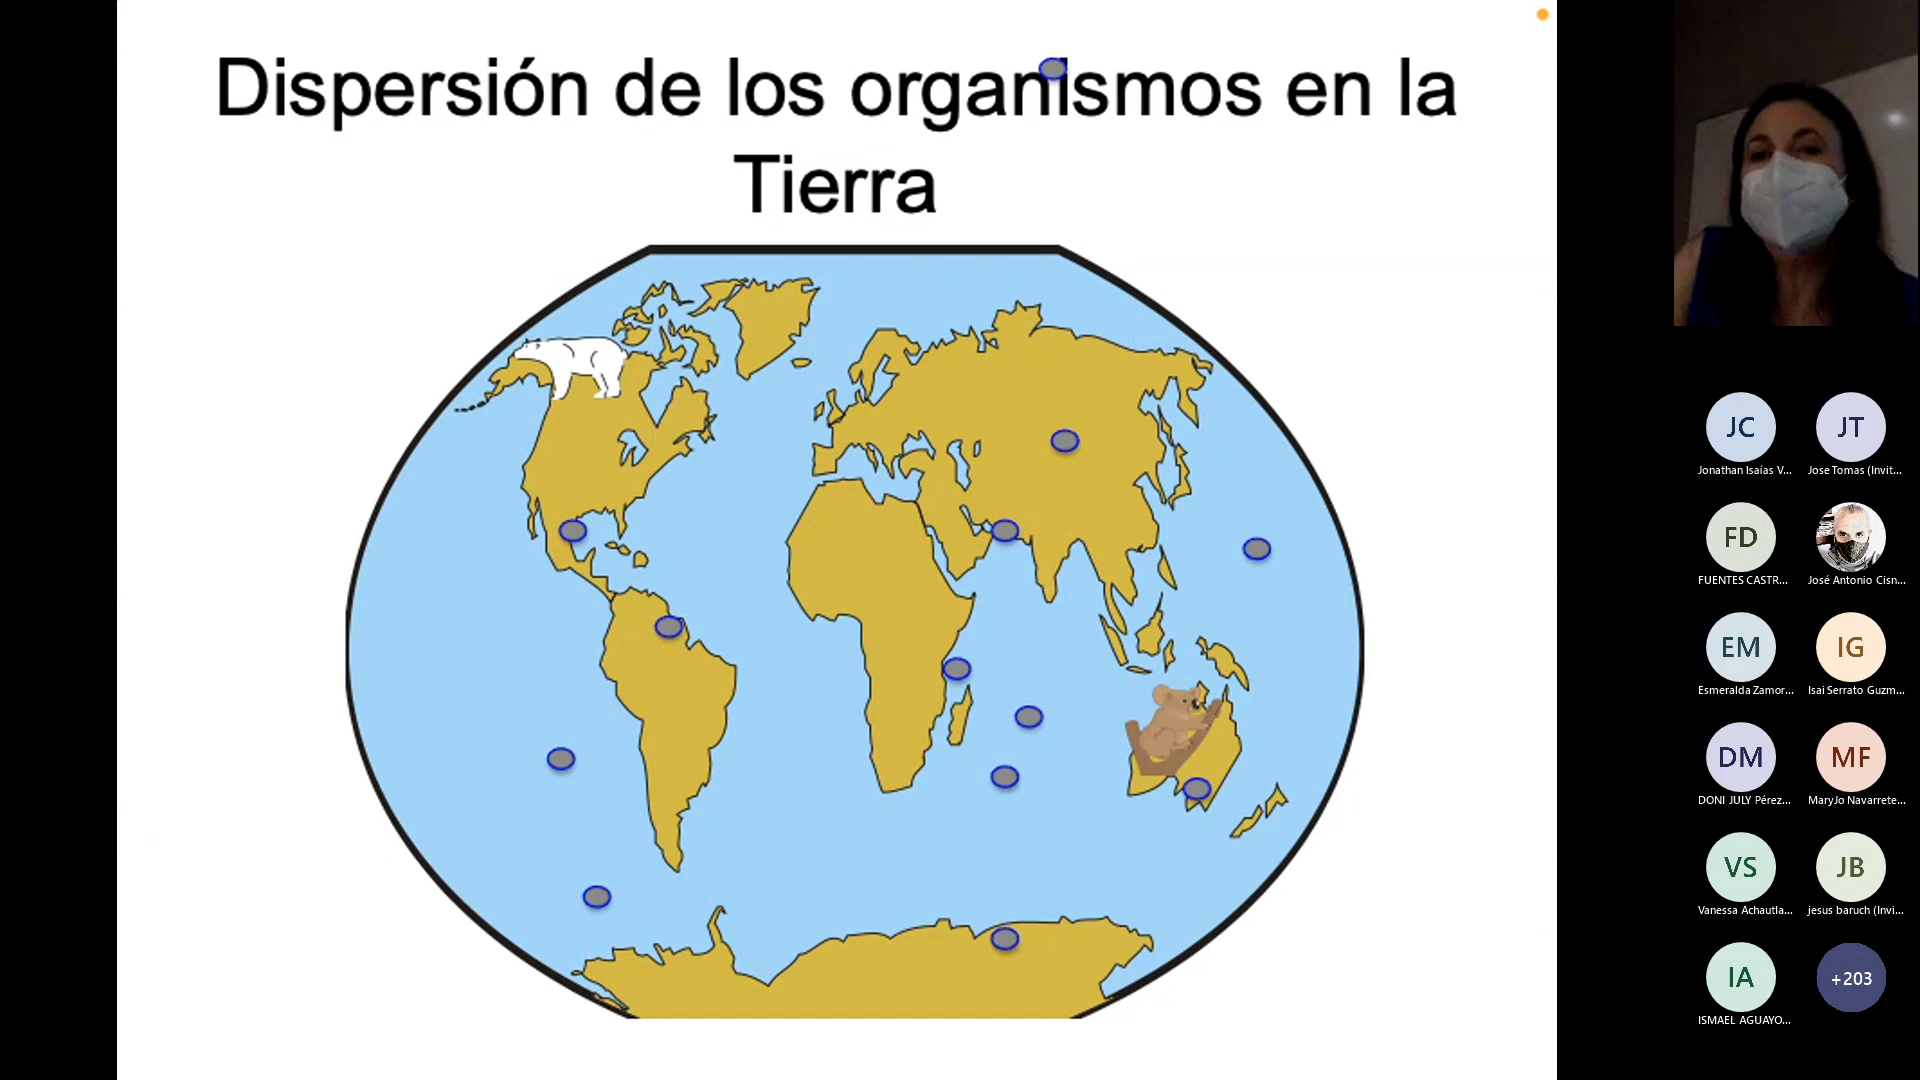 Dispersión de los organismos en la
Tierra
JC
JT
Jonathan Isaías V...
Jose Tomas (Invit...
FD
FUENTES CASTR...
José Antonio Cisn...
EM
IG
Esmeralda Zamor...
Isai Serrato Guzm...
DM
MF
DONI JULY Pérez...
MaryJo Navarrete...
VS
JB
Vanessa Achautla...
jesus baruch (Invi...
IA
+203
ISMAEL AGUAYO...